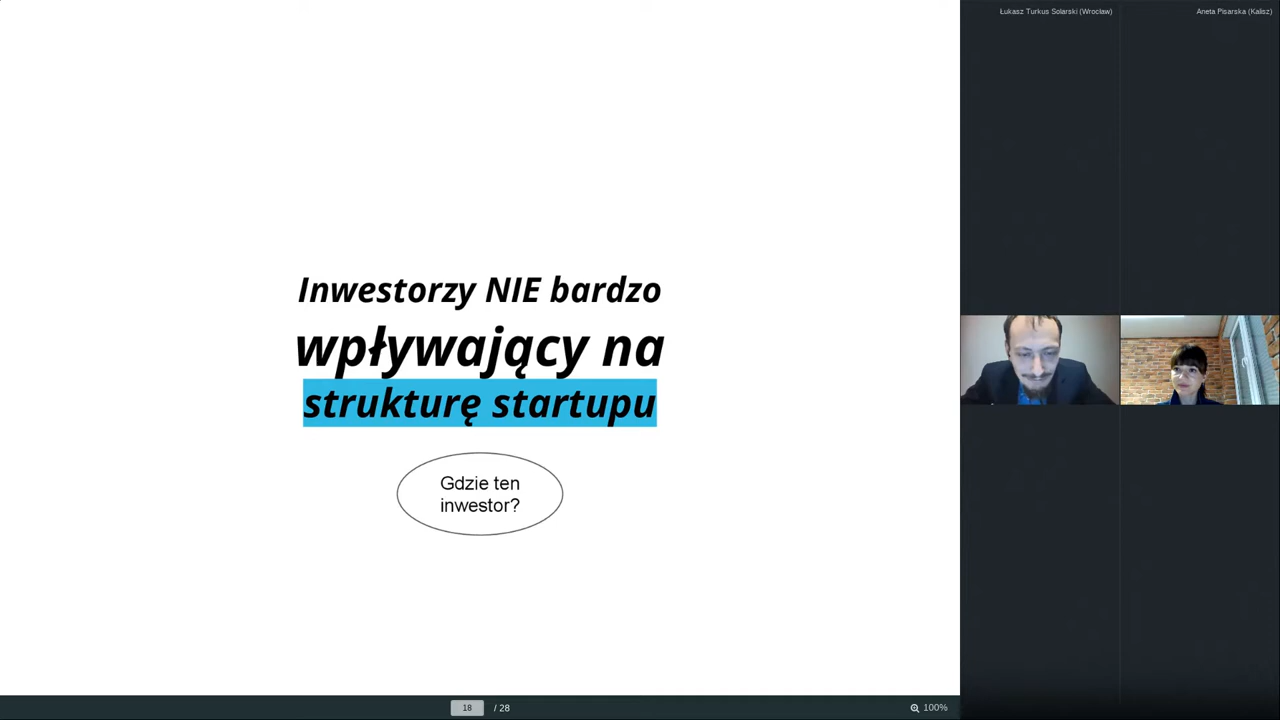 Łukasz Turkus Solarski (Wrocław)
Aneta Pisarska (Kalisz)
Inwestorzy NIE bardzo
wpływający na
strukturę startupu
Gdzie ten
inwestor?
18 / 28
100%